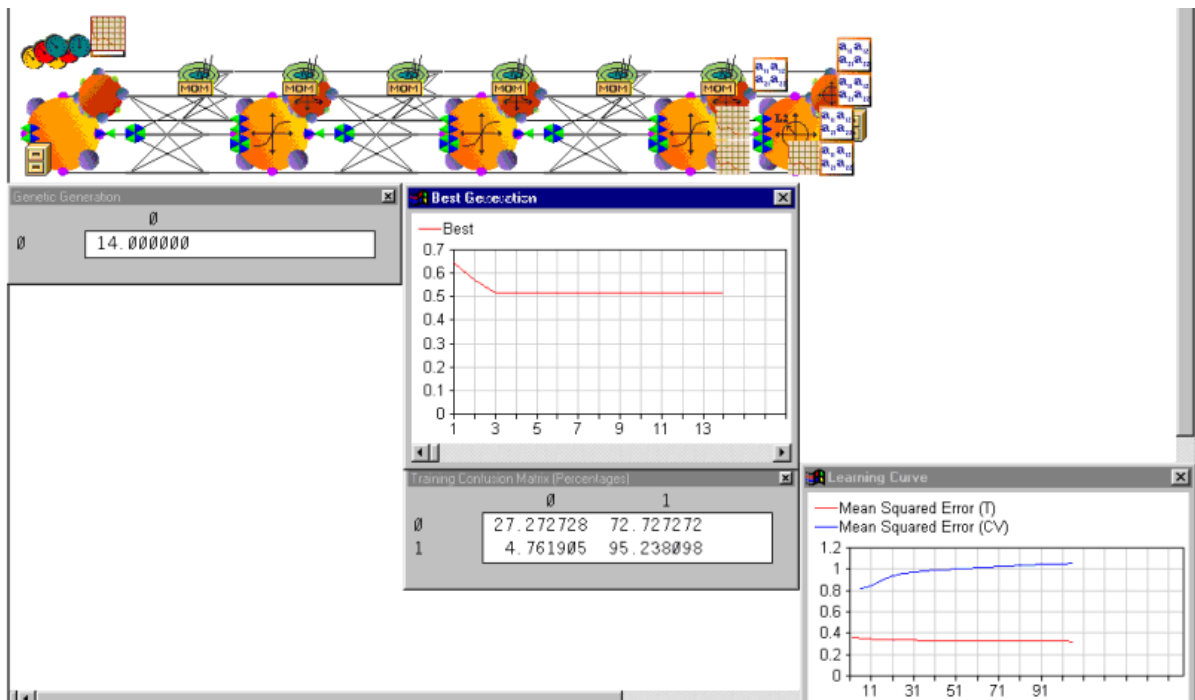 MOM MOM MOM MOM MOM MOM
Genetic Generation
0
0 14.000000
Best Generation
Best
0.7
0.6
0.5
0.4
0.3
0.2
0.1
0
1 3 5 7 9 11 13
Training Confusion Matrix (Percentages)
0 1
0 27.272728 72.727272
1 4.761905 95.238098
Learning Curve
Mean Squared Error (T)
Mean Squared Error (CV)
1.2
1
0.8
0.6
0.4
0.2
0
11 31 51 71 91